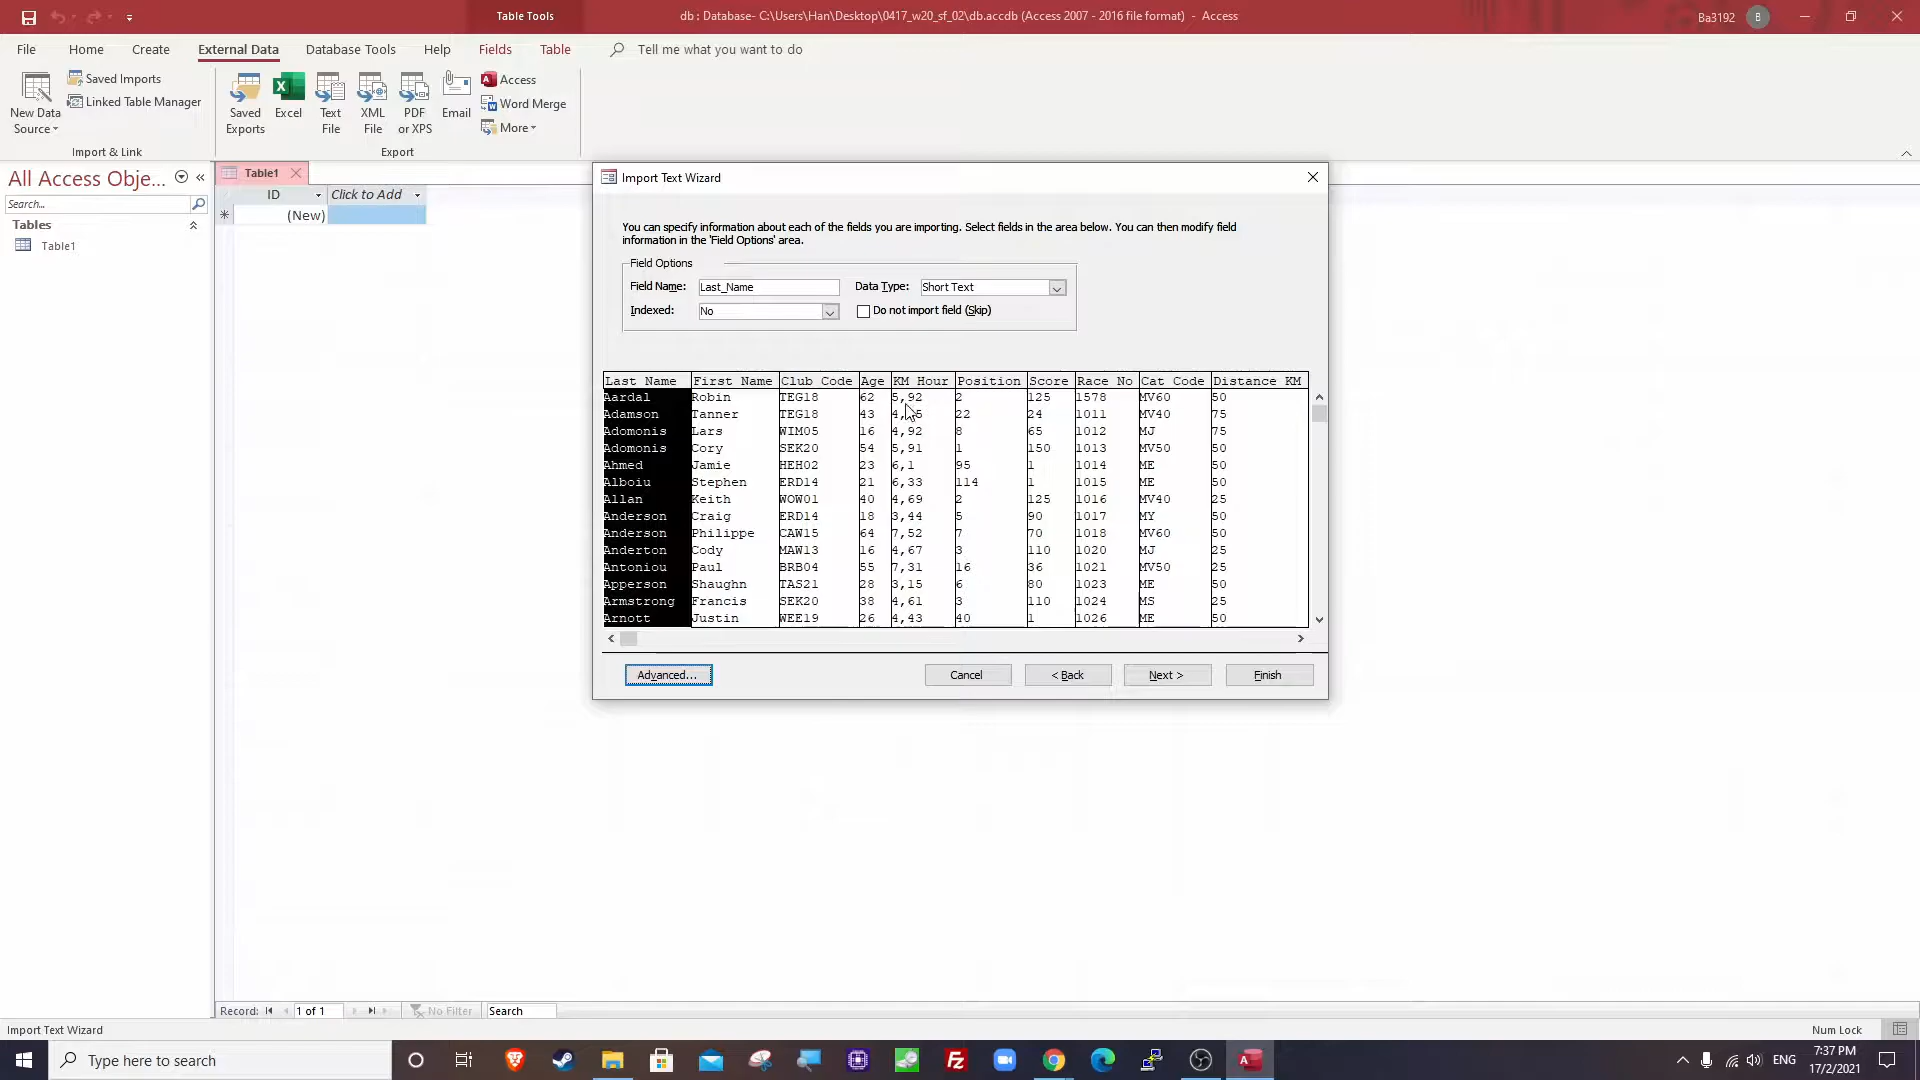 Table Tools
db : Database- C:\Users\Han\Desktop\0417_w20_sf_02\db.accdb (Access 2007 - 2016 file format) - Access
Ba3192 B
File Home Create External Data Database Tools Help Fields Table Tell me what you want to do
Saved Imports
Linked Table Manager
New Data Source
Saved Exports
Excel
Text File
XML File
PDF or XPS
Email
Access
Word Merge
More
Import & Link
Export
All Access Obje... «
Search...
Tables
Table1
Table1
ID Click to Add
* (New)
Import Text Wizard
You can specify information about each of the fields you are importing. Select fields in the area below. You can then modify field
information in the 'Field Options' area.
Field Options
Field Name: Last_Name Data Type: Short Text
Indexed: No Do not import field (Skip)
Last Name First Name Club Code Age KM Hour Position Score Race No Cat Code Distance KM
Aardal Robin TEG18 62 5,92 2 125 1578 MV60 50
Adamson Tanner TEG18 43 22 24 1011 MV40 75
Adomonis Lars WIM05 16 4,92 8 65 1012 MJ 75
Adomonis Cory SEK20 54 5,91 1 150 1013 MV50 50
Ahmed Jamie HEH02 23 6,1 95 1 1014 ME 50
Alboiu Stephen ERD14 21 6,33 114 1 1015 ME 50
Allan Keith WOW01 40 4,69 2 125 1016 MV40 25
Anderson Craig ERD14 18 3,44 5 90 1017 MY 50
Anderson Philippe CAW15 64 7,52 7 70 1018 MV60 50
Anderton Cody MAW13 16 4,67 3 110 1020 MJ 25
Antoniou Paul BRB04 55 7,31 16 36 1021 MV50 25
Apperson Shaughn TAS21 28 3,15 6 80 1023 ME 50
Armstrong Francis SEK20 38 4,61 3 110 1024 MS 25
Arnott Justin WEE19 26 4,43 40 1 1026 ME 50
Advanced... Cancel < Back Next > Finish
Record: 1 of 1 No Filter Search
Import Text Wizard Num Lock
Type here to search
ENG
7:37 PM
17/2/2021